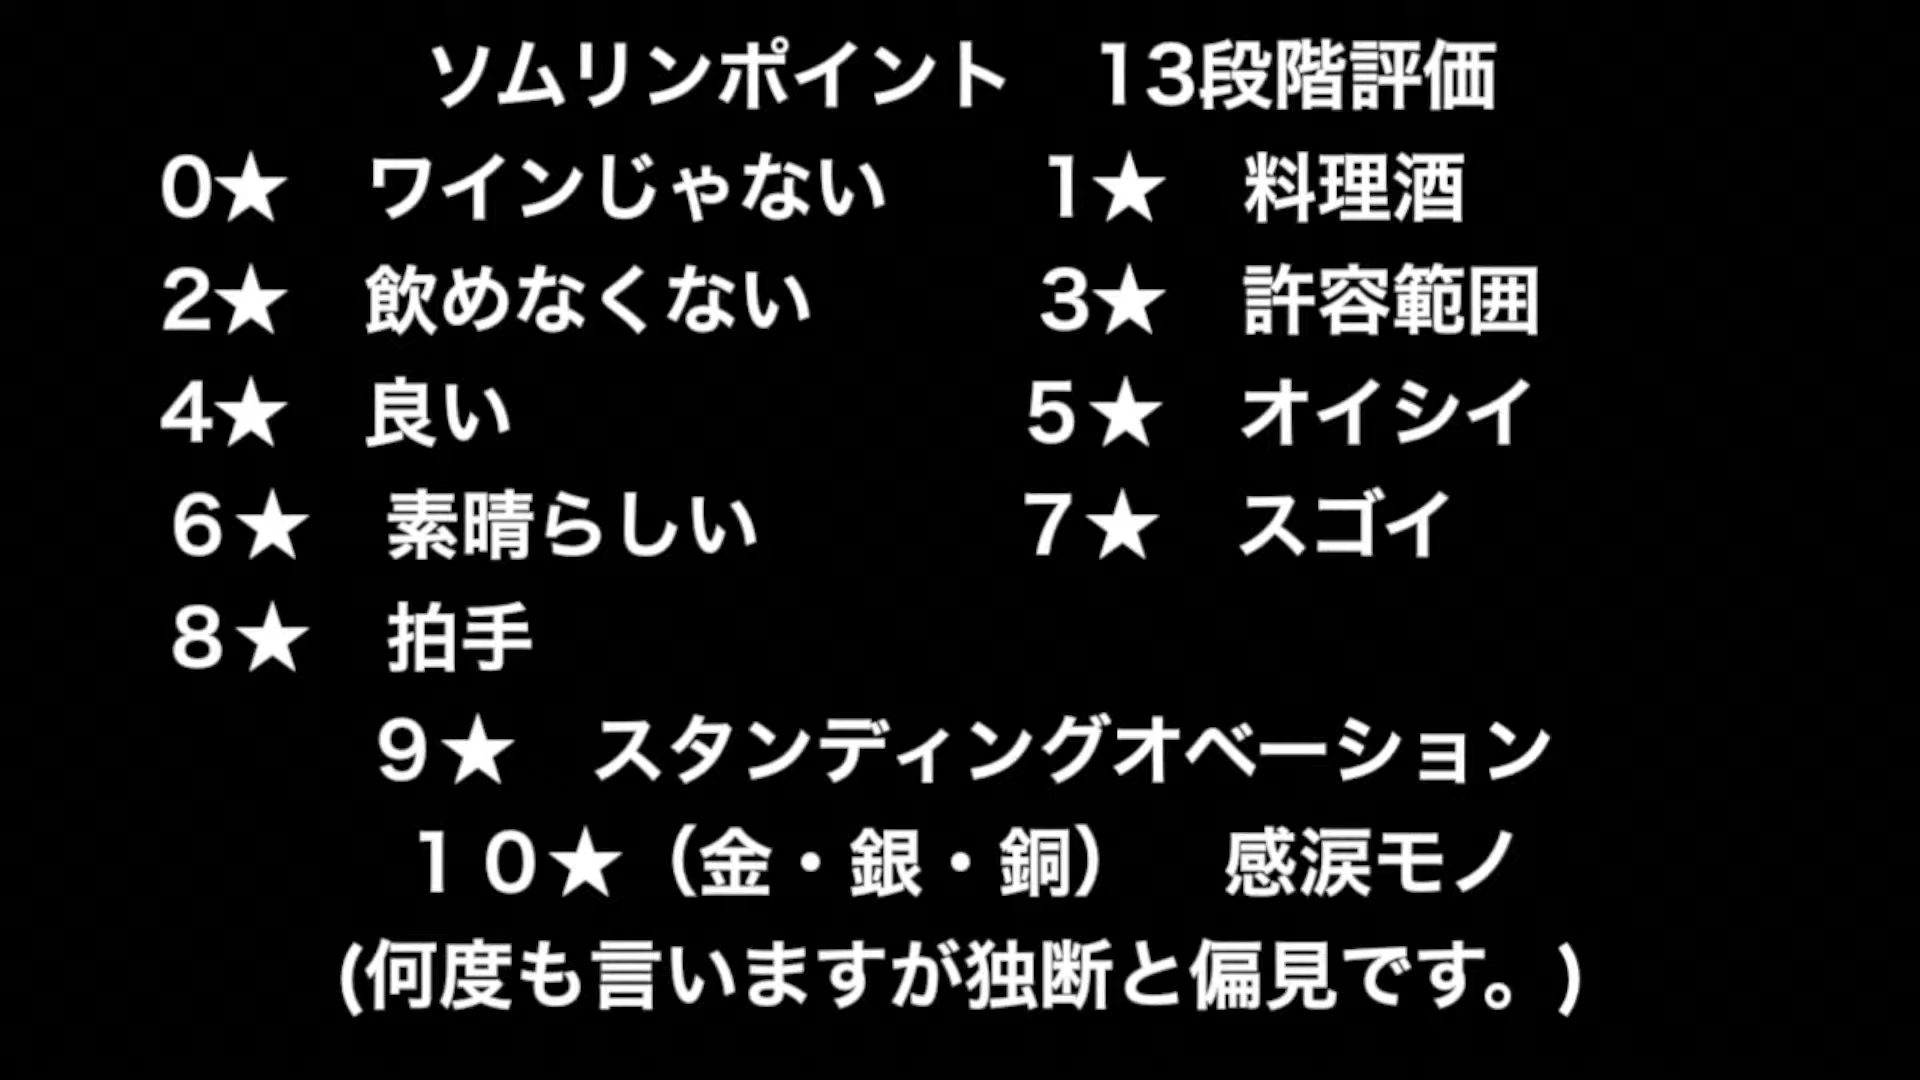 ソムリンポイント　13段階評価
0★　ワインじゃない　　1★　料理酒
2★　飲めなくない　　　3★　許容範囲
4★　良い　　　　　　　5★　オイシイ
6★　素晴らしい　　　　7★　スゴイ
8★　拍手
9★　スタンディングオベーション
10★（金・銀・銅）　感涙モノ
(何度も言いますが独断と偏見です。)